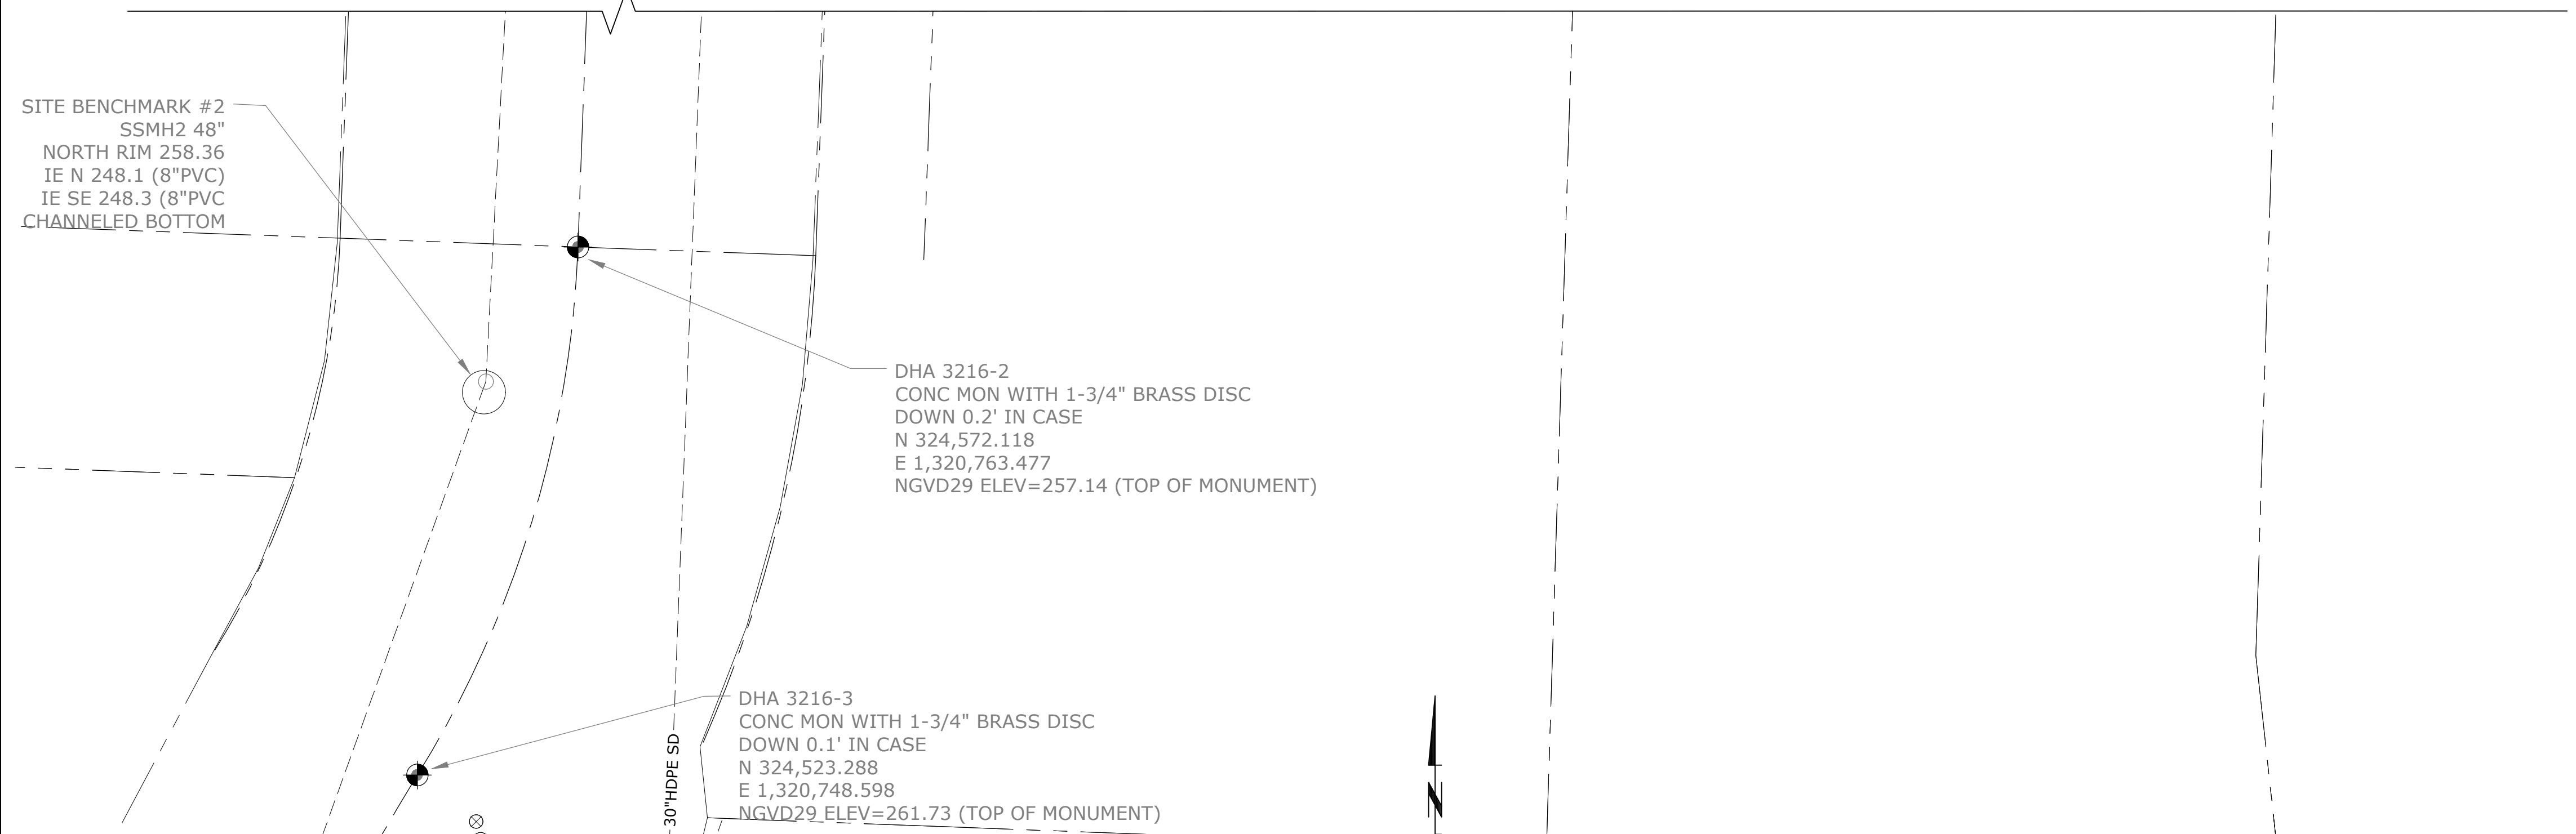 SITE BENCHMARK #2
SSMH2 48"
NORTH RIM 258.36
IE N 248.1 (8"PVC)
IE SE 248.3 (8"PVC
CHANNELED BOTTOM
DHA 3216-2
CONC MON WITH 1-3/4" BRASS DISC
DOWN 0.2' IN CASE
N 324,572.118
E 1,320,763.477
NGVD29 ELEV=257.14 (TOP OF MONUMENT)
DHA 3216-3
CONC MON WITH 1-3/4" BRASS DISC
DOWN 0.1' IN CASE
N 324,523.288
E 1,320,748.598
NGVD29 ELEV=261.73 (TOP OF MONUMENT)
30"HDPE SD
N